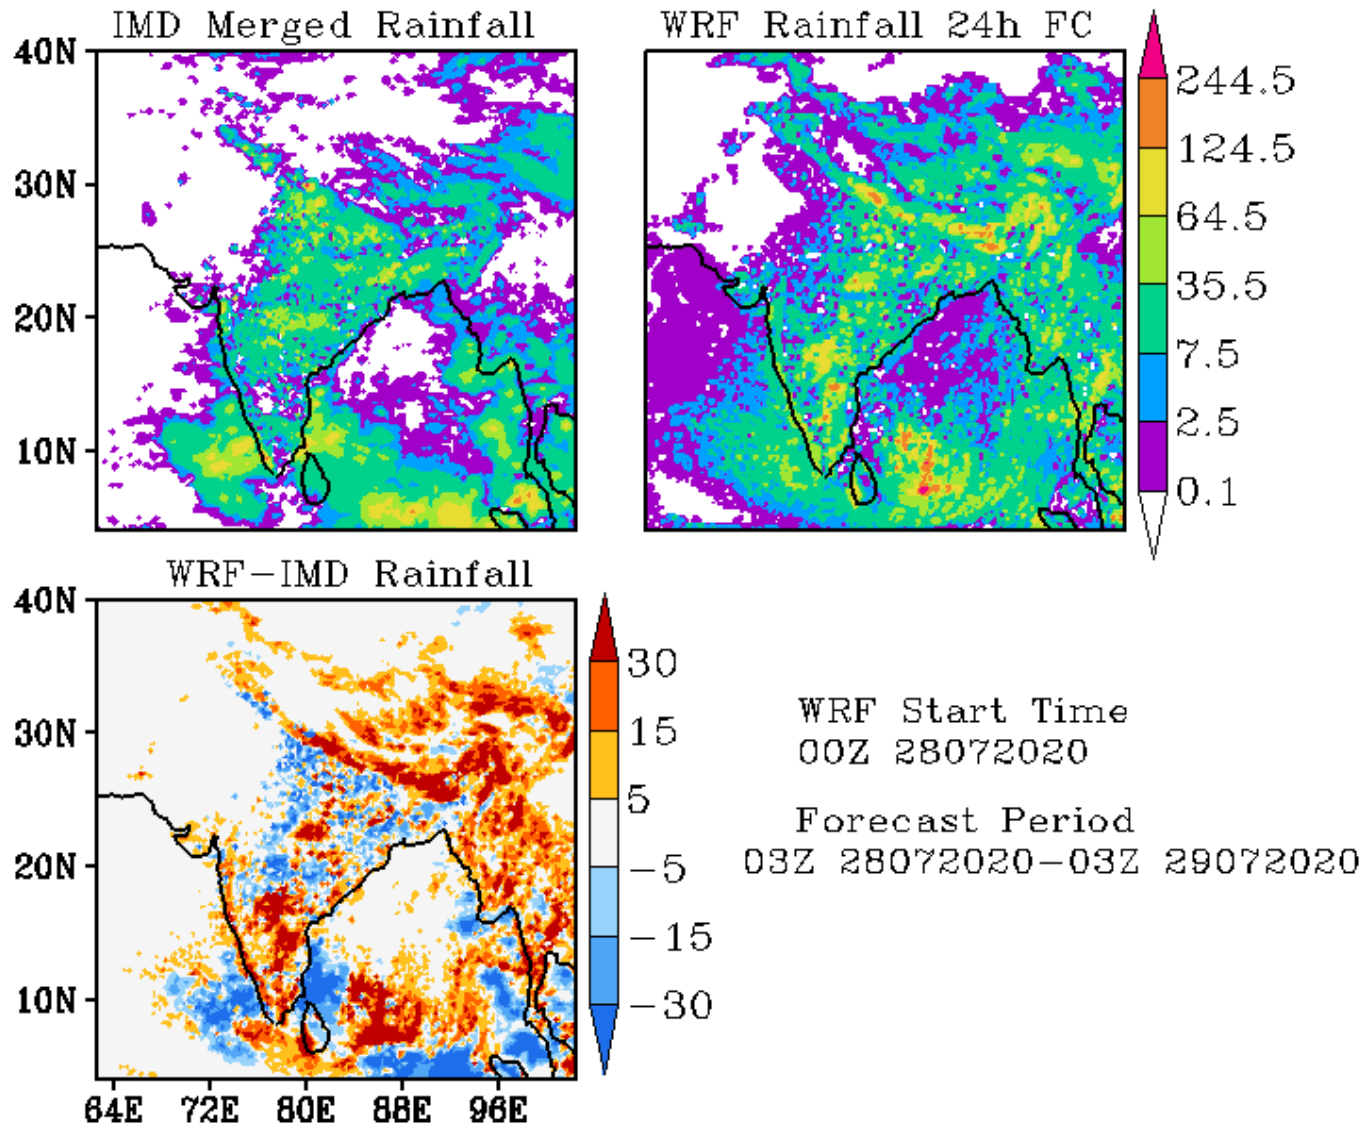 IMD Merged Rainfall
WRF Rainfall 24h FC
40N
30N
20N
10N
244.5
124.5
64.5
35.5
7.5
2.5
0.1
WRF-IMD Rainfall
40N
30N
20N
10N
64E 72E 80E 88E 96E
30
15
5
-5
-15
-30
WRF Start Time
00Z 28072020
Forecast Period
03Z 28072020-03Z 29072020